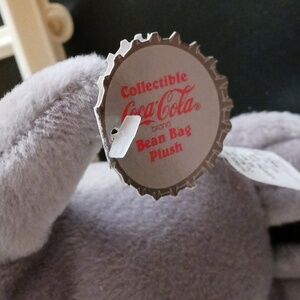 Collectible
Coca-Cola®
brand
Bean Bag
Plush